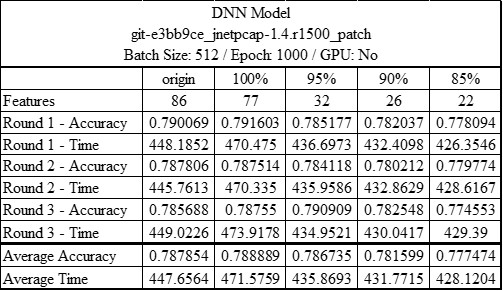 DNN Model
git-e3bb9ce_jnetpcap-1.4.r1500_patch
Batch Size: 512 / Epoch: 1000 / GPU: No
origin 100% 95% 90% 85%
Features 86 77 32 26 22
Round 1 - Accuracy 0.790069 0.791603 0.785177 0.782037 0.778094
Round 1 - Time 448.1852 470.475 436.6973 432.4098 426.3546
Round 2 - Accuracy 0.787806 0.787514 0.784118 0.780212 0.779774
Round 2 - Time 445.7613 470.335 435.9586 432.8629 428.6167
Round 3 - Accuracy 0.785688 0.78755 0.790909 0.782548 0.774553
Round 3 - Time 449.0226 473.9178 434.9521 430.0417 429.39
Average Accuracy 0.787854 0.788889 0.786735 0.781599 0.777474
Average Time 447.6564 471.5759 435.8693 431.7715 428.1204